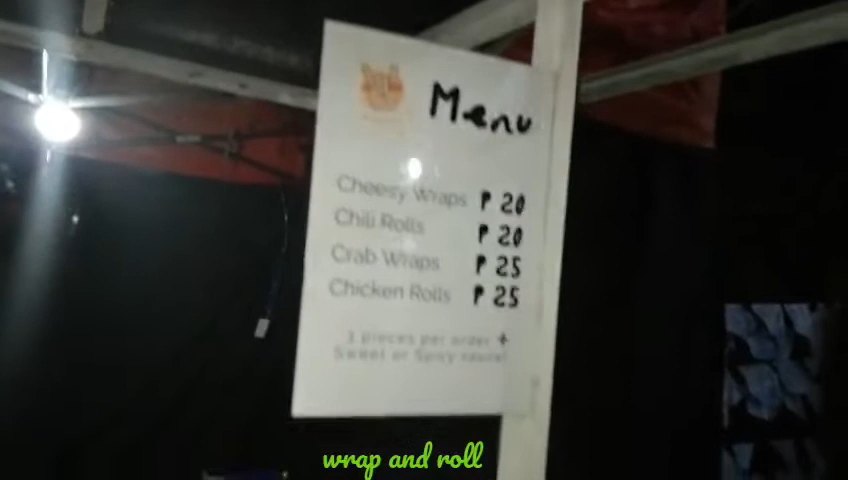 Menu
Cheesy Wraps P 20
Chili Rolls P 20
Crab Wraps P 25
Chicken Rolls P 25
pieces per order +
Sweet or Spicy sauce!
wrap and roll